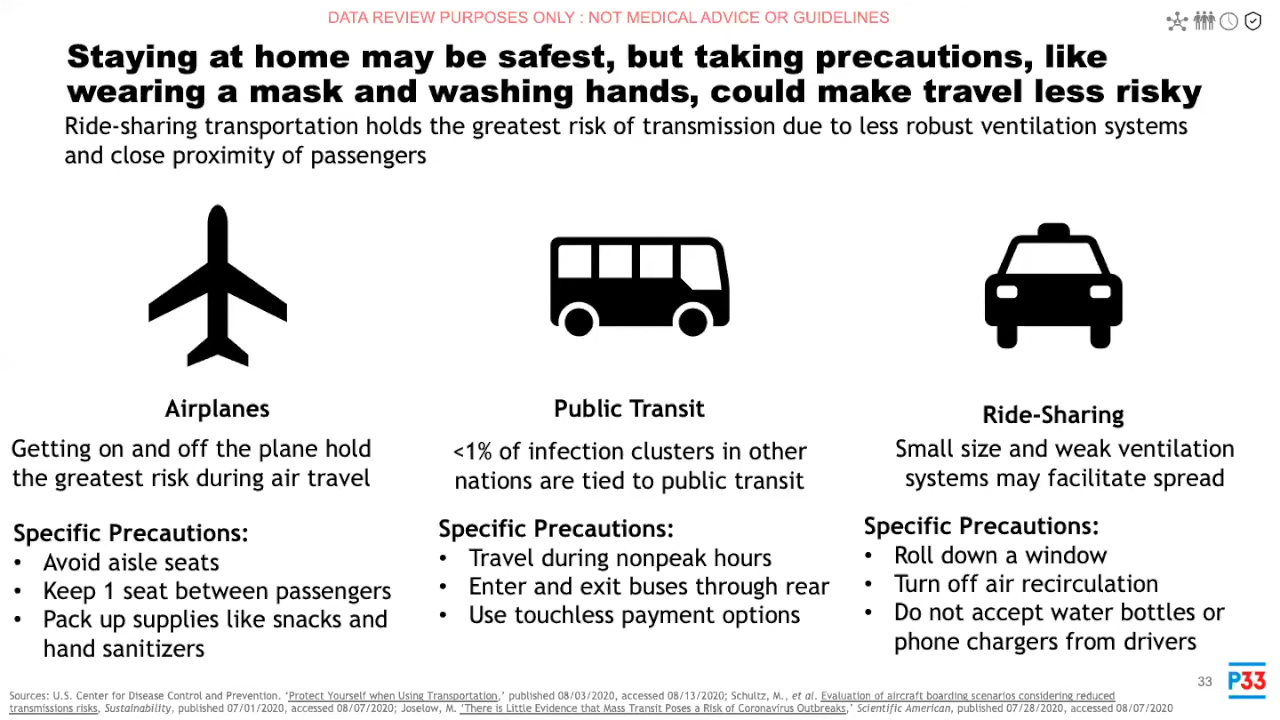 DATA REVIEW PURPOSES ONLY : NOT MEDICAL ADVICE OR GUIDELINES
Staying at home may be safest, but taking precautions, like
wearing a mask and washing hands, could make travel less risky
Ride-sharing transportation holds the greatest risk of transmission due to less robust ventilation systems
and close proximity of passengers
Airplanes
Getting on and off the plane hold
the greatest risk during air travel
Specific Precautions:
• Avoid aisle seats
• Keep 1 seat between passengers
• Pack up supplies like snacks and
hand sanitizers
Public Transit
<1% of infection clusters in other
nations are tied to public transit
Specific Precautions:
• Travel during nonpeak hours
• Enter and exit buses through rear
• Use touchless payment options
Ride-Sharing
Small size and weak ventilation
systems may facilitate spread
Specific Precautions:
• Roll down a window
• Turn off air recirculation
• Do not accept water bottles or
phone chargers from drivers
33
P33
Sources: U.S. Center for Disease Control and Prevention. ‘Protect Yourself when Using Transportation,’ published 08/03/2020, accessed 08/13/2020; Schultz, M., et al. Evaluation of aircraft boarding scenarios considering reduced
transmissions risks, Sustainability, published 07/01/2020, accessed 08/07/2020; Joselow, M. ‘There is Little Evidence that Mass Transit Poses a Risk of Coronavirus Outbreaks,’ Scientific American, published 07/28/2020, accessed 08/07/2020